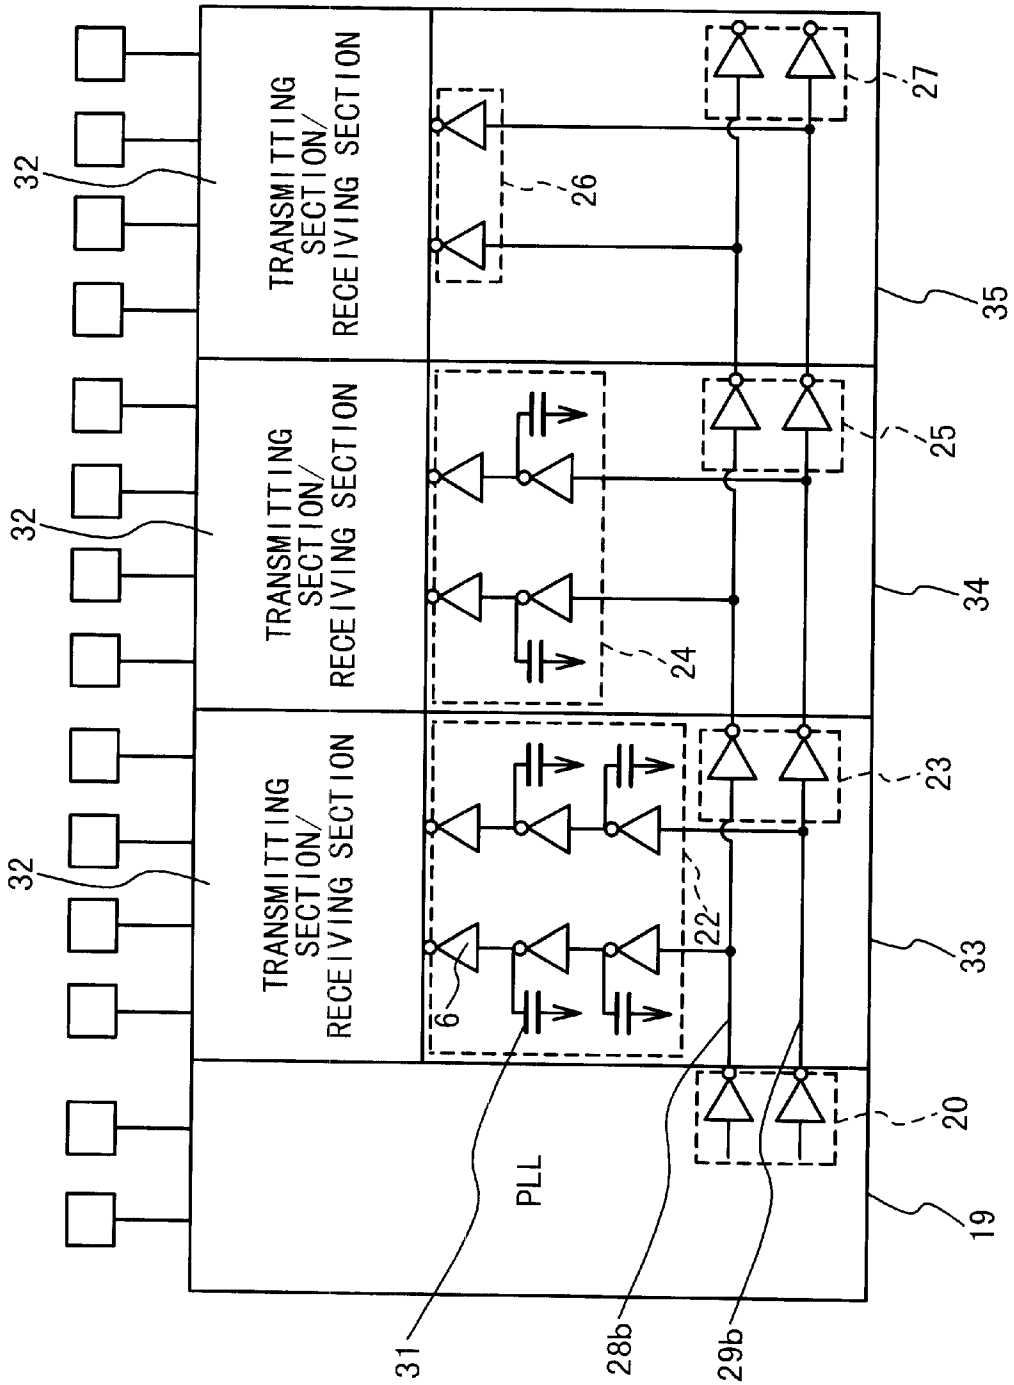 32
32
32
TRANSMITTING
SECTION/
RECEIVING SECTION
TRANSMITTING
SECTION/
RECEIVING SECTION
TRANSMITTING
SECTION/
RECEIVING SECTION
PLL
6
31
22
24
26
28b
29b
20
23
25
27
19
33
34
35